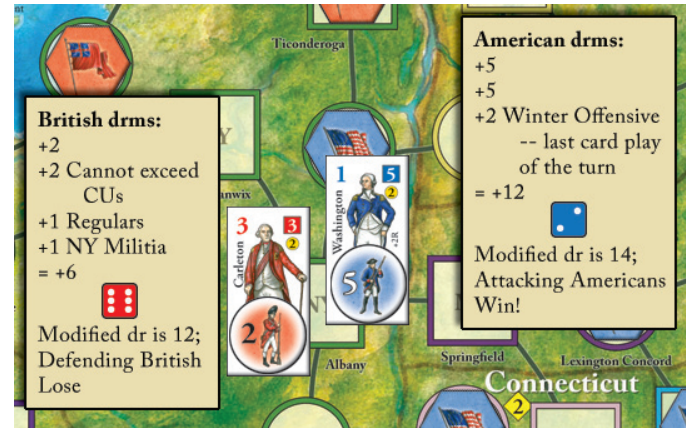 Ticonderoga
British drms:
+2
+2 Cannot exceed
CUs
+1 Regulars
+1 NY Militia
= +6
Modified dr is 12;
Defending British
Lose
American drms:
+5
+5
+2 Winter Offensive
-- last card play
of the turn
= +12
Modified dr is 14;
Attacking Americans
Win!
Y
nwix
3
3
2
Carleton
2
1
5
2
Washington
+2R
5
NY
Albany
Springfield
Lexington Concord
Connecticut
2